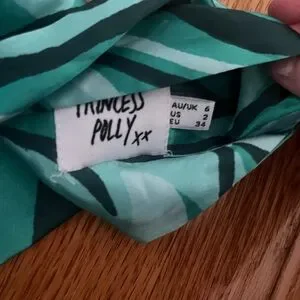 PRINCESS
POLLY xx
AU/UK 6
US 2
EU 34